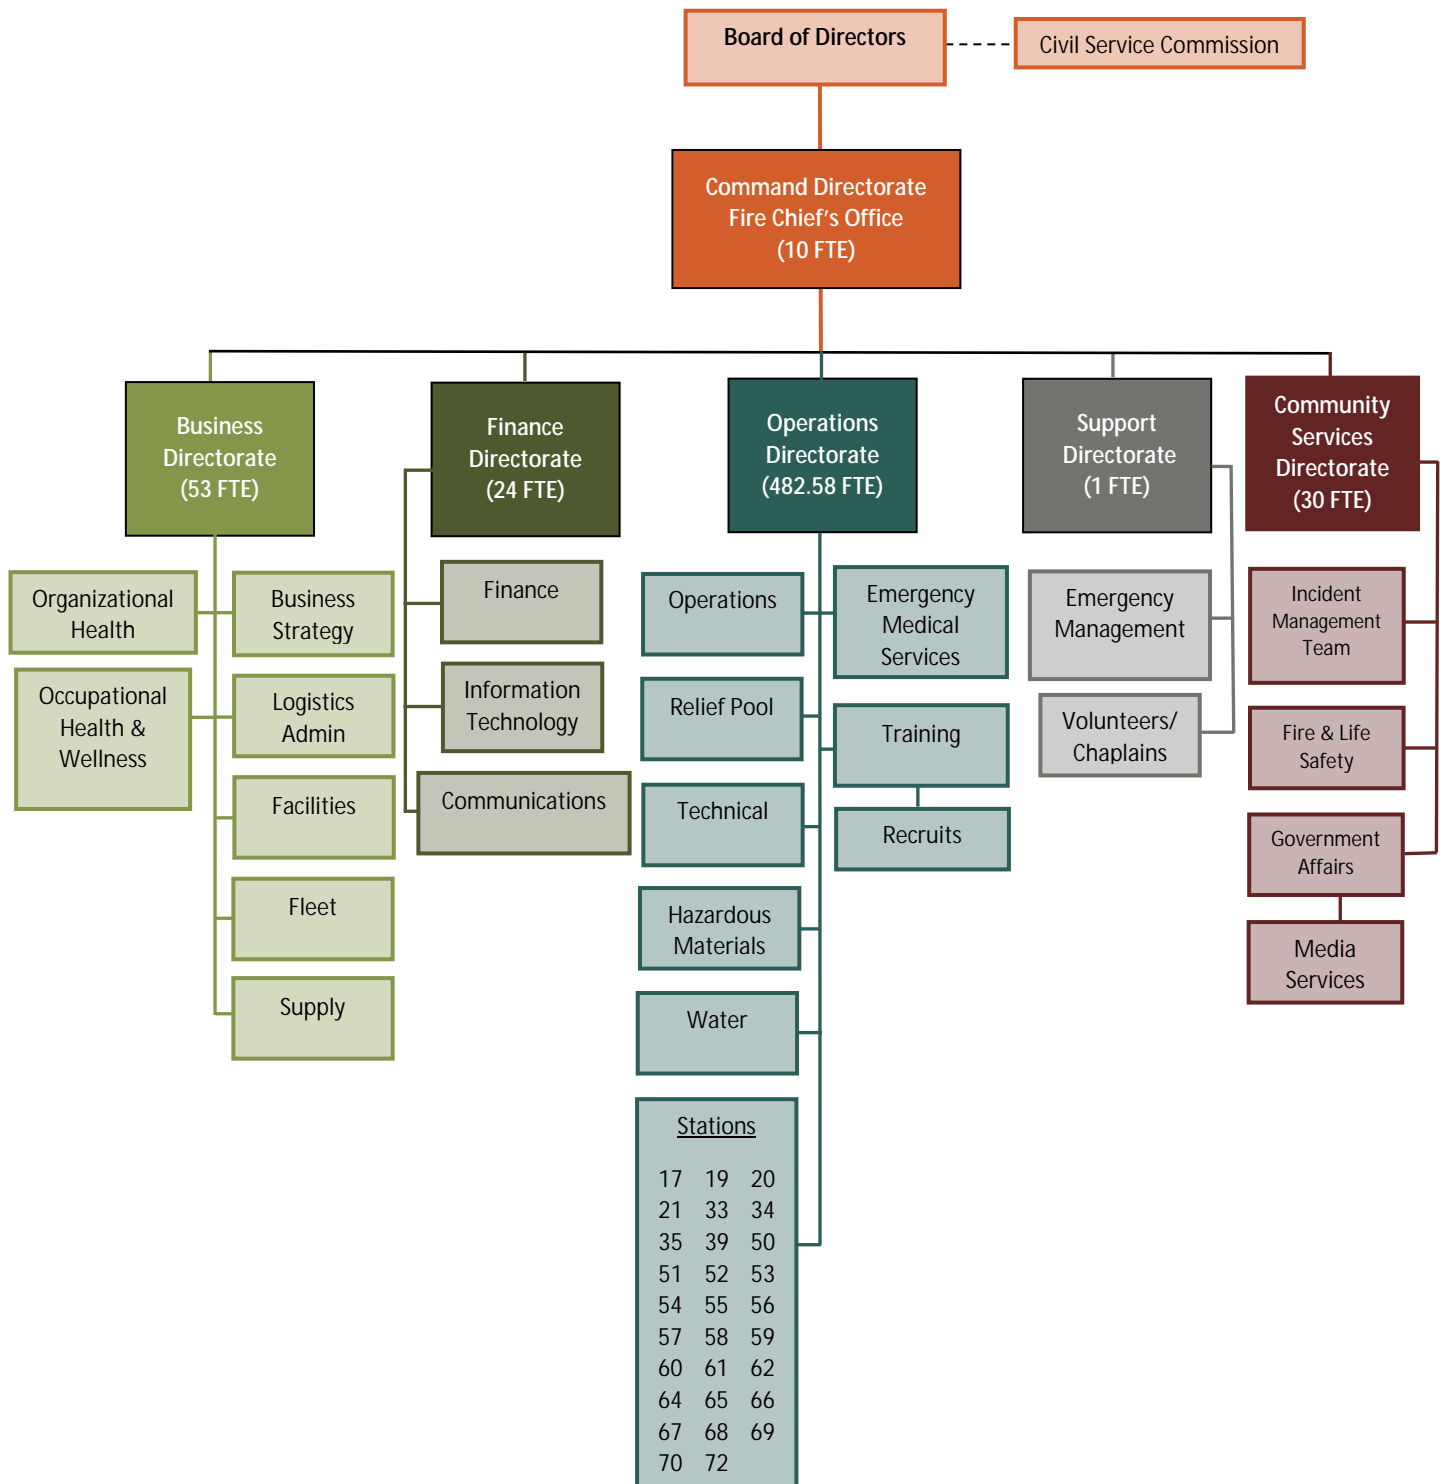 Board of Directors
Civil Service Commission
Command Directorate
Fire Chief's Office
(10 FTE)
Business
Directorate
(53 FTE)
Finance
Directorate
(24 FTE)
Operations
Directorate
(482.58 FTE)
Support
Directorate
(1 FTE)
Community
Services
Directorate
(30 FTE)
Organizational
Health
Business
Strategy
Occupational
Health &
Wellness
Logistics
Admin
Facilities
Fleet
Supply
Finance
Information
Technology
Communications
Operations
Emergency
Medical
Services
Relief Pool
Training
Technical
Recruits
Hazardous
Materials
Water
Stations
17 19 20
21 33 34
35 39 50
51 52 53
54 55 56
57 58 59
60 61 62
64 65 66
67 68 69
70 72
Emergency
Management
Volunteers/
Chaplains
Incident
Management
Team
Fire & Life
Safety
Government
Affairs
Media
Services